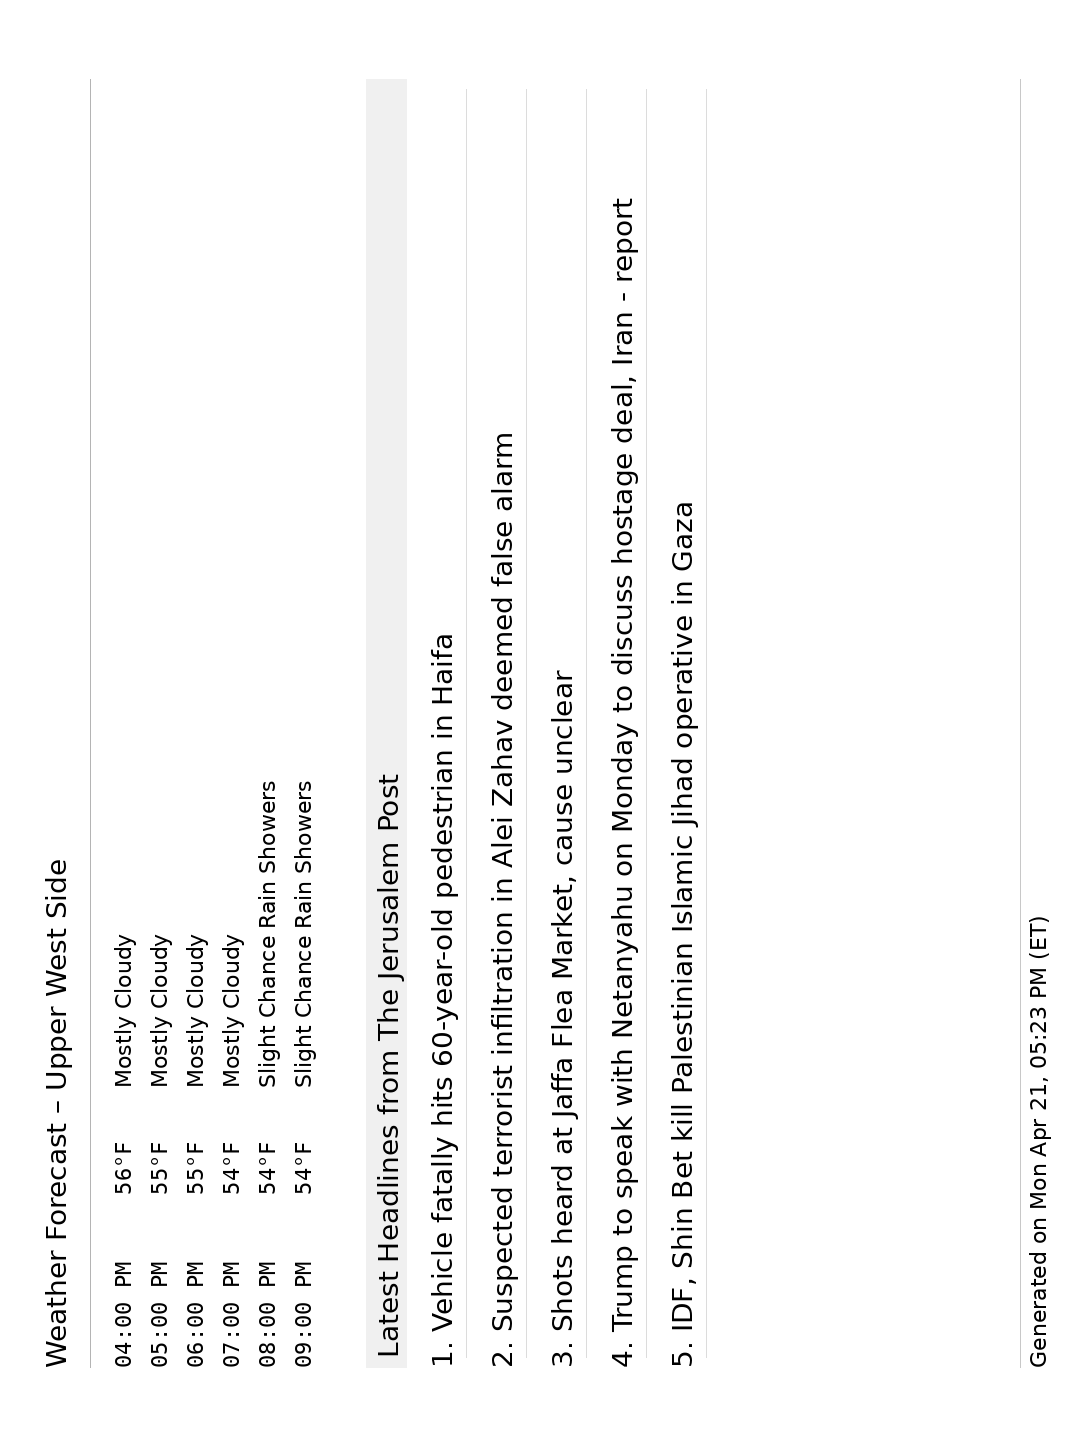 Weather Forecast – Upper West Side
04:00 PM 56°F Mostly Cloudy
05:00 PM 55°F Mostly Cloudy
06:00 PM 55°F Mostly Cloudy
07:00 PM 54°F Mostly Cloudy
08:00 PM 54°F Slight Chance Rain Showers
09:00 PM 54°F Slight Chance Rain Showers
Latest Headlines from The Jerusalem Post
1. Vehicle fatally hits 60-year-old pedestrian in Haifa
2. Suspected terrorist infiltration in Alei Zahav deemed false alarm
3. Shots heard at Jaffa Flea Market, cause unclear
4. Trump to speak with Netanyahu on Monday to discuss hostage deal, Iran - report
5. IDF, Shin Bet kill Palestinian Islamic Jihad operative in Gaza
Generated on Mon Apr 21, 05:23 PM (ET)